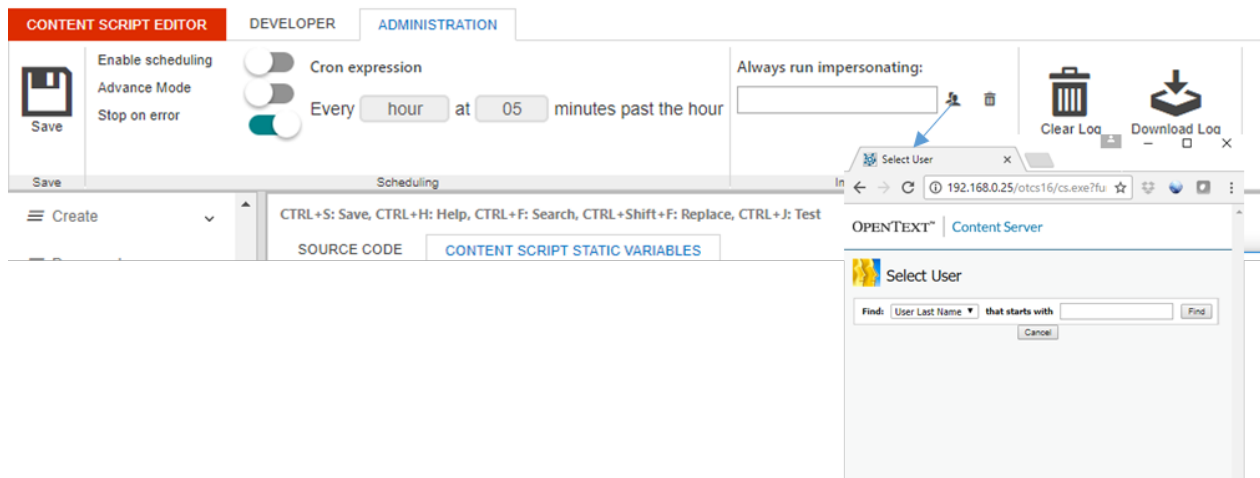 CONTENT SCRIPT EDITOR DEVELOPER ADMINISTRATION
Enable scheduling
Advance Mode
Stop on error
Save
Save
Cron expression
Every hour at 05 minutes past the hour
Scheduling
Always run impersonating:
Clear Log Download Log
CTRL+S: Save, CTRL+H: Help, CTRL+F: Search, CTRL+Shift+F: Replace, CTRL+J: Test
Create
SOURCE CODE CONTENT SCRIPT STATIC VARIABLES
Select User
192.168.0.25/otcs16/cs.exe?fu
OPENTEXT™ Content Server
Select User
Find: User Last Name that starts with Find
Cancel